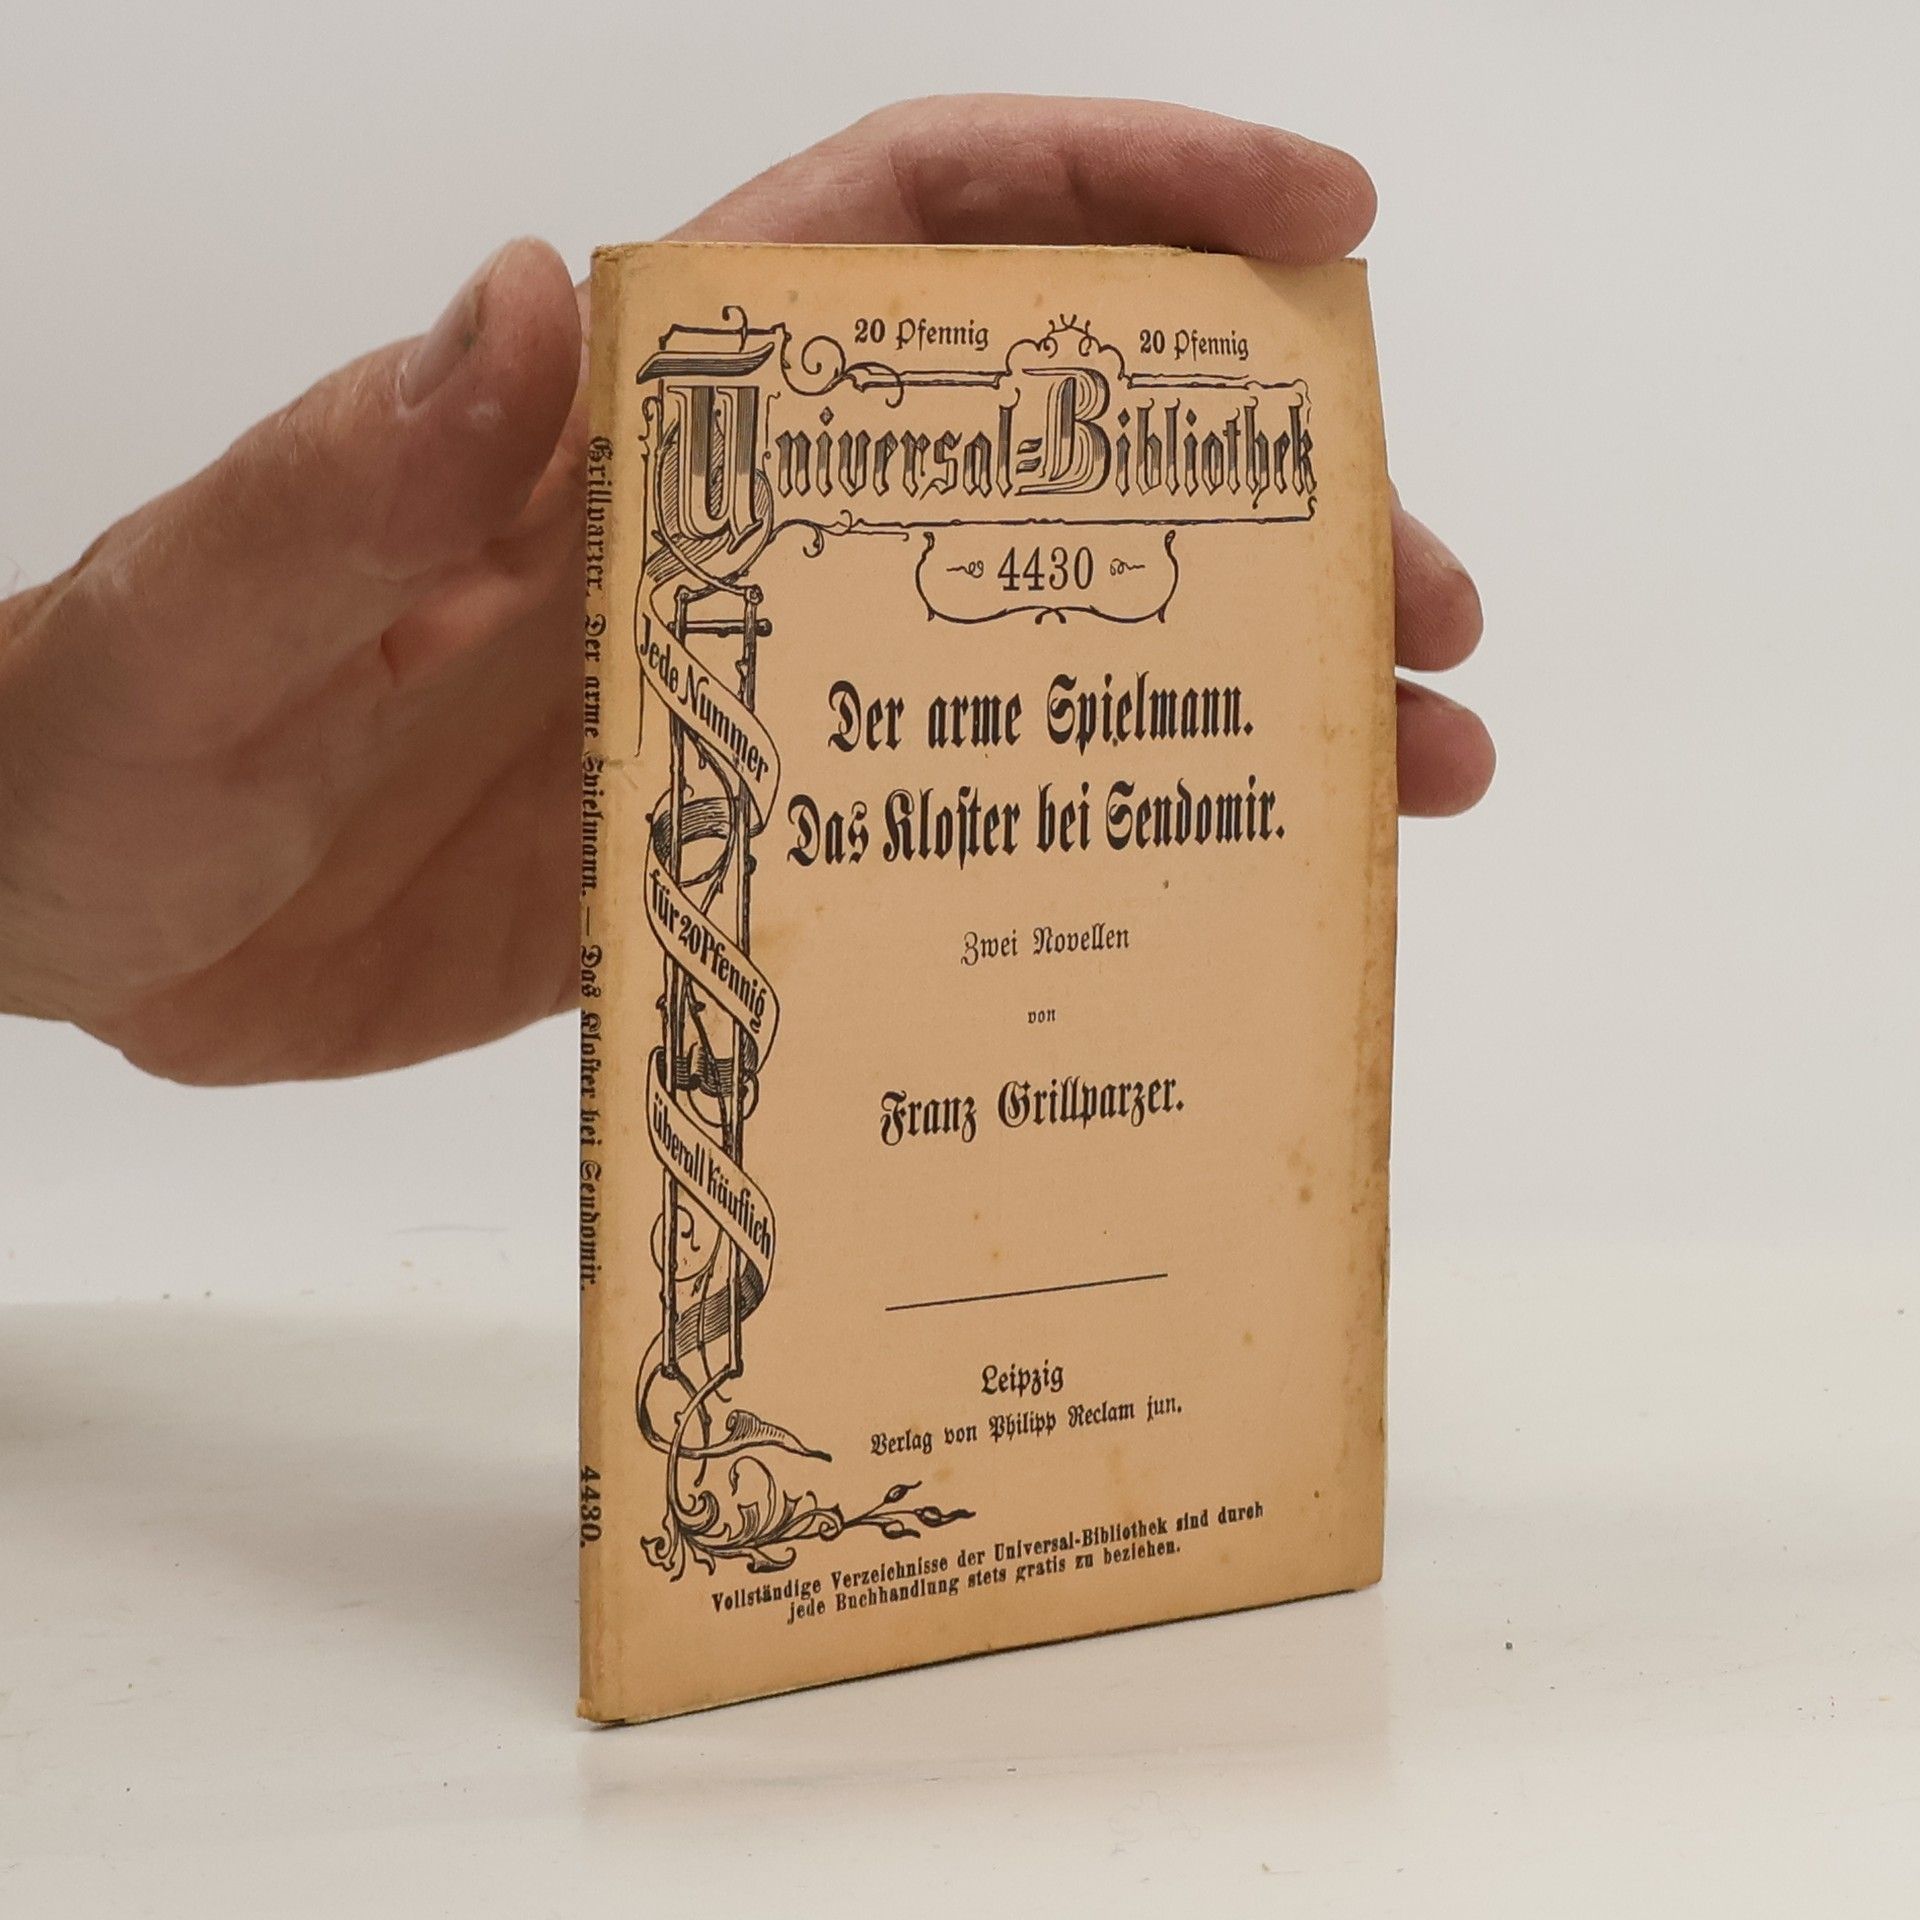 20 Pfennig 20 Pfennig
Universal-Bibliothek
4430
Jede Nummer
für 20 Pfennig
überall käuflich
Der arme Spielmann.
Das Kloſter bei Sendomir.
Zwei Novellen
von
Franz Grillparzer.
Leipzig
Verlag von Philipp Reclam jun.
Vollständige Verzeichnisse der Universal-Bibliothek sind durch
jede Buchhandlung stets gratis zu beziehen.
Grillparzer, Der arme Spielmann. — Das Kloſter bei Sendomir. 4430.